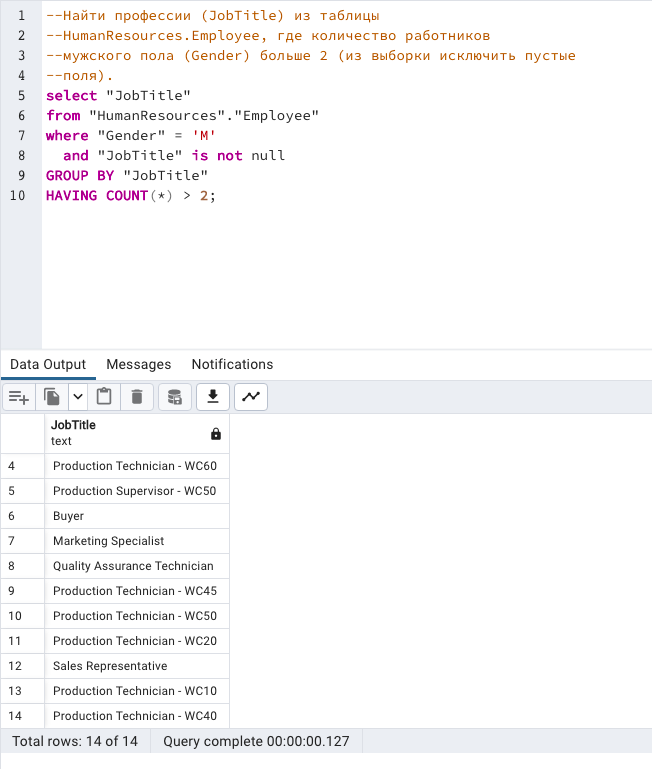 1 --Найти профессии (JobTitle) из таблицы
2 --HumanResources.Employee, где количество работников
3 --мужского пола (Gender) больше 2 (из выборки исключить пустые
4 --поля).
5 select "JobTitle"
6 from "HumanResources"."Employee"
7 where "Gender" = 'M'
8   and "JobTitle" is not null
9 GROUP BY "JobTitle"
10 HAVING COUNT(*) > 2;
Data Output Messages Notifications
JobTitle
text
4 Production Technician - WC60
5 Production Supervisor - WC50
6 Buyer
7 Marketing Specialist
8 Quality Assurance Technician
9 Production Technician - WC45
10 Production Technician - WC50
11 Production Technician - WC20
12 Sales Representative
13 Production Technician - WC10
14 Production Technician - WC40
Total rows: 14 of 14 Query complete 00:00:00.127